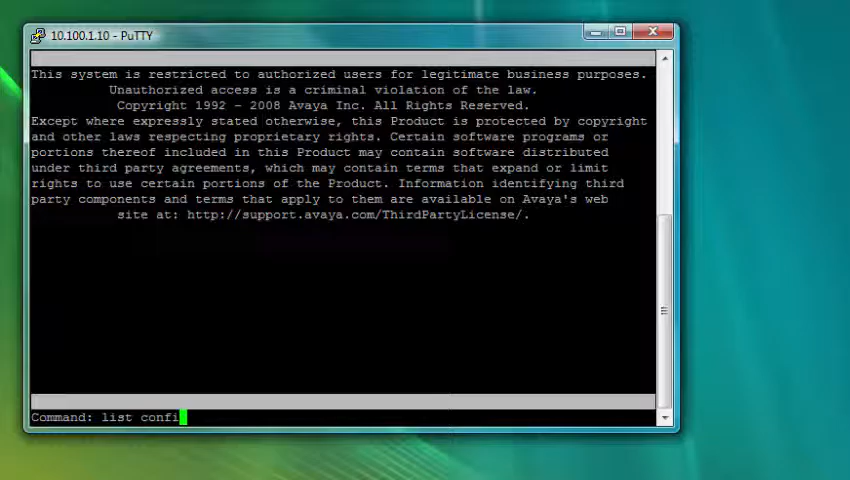 10.100.1.10 - PuTTY
This system is restricted to authorized users for legitimate business purposes.
Unauthorized access is a criminal violation of the law.
Copyright 1992 - 2008 Avaya Inc. All Rights Reserved.
Except where expressly stated otherwise, this Product is protected by copyright
and other laws respecting proprietary rights. Certain software programs or
portions thereof included in this Product may contain software distributed
under third party agreements, which may contain terms that expand or limit
rights to use certain portions of the Product. Information identifying third
party components and terms that apply to them are available on Avaya's web
site at: http://support.avaya.com/ThirdPartyLicense/.
Command: list confi